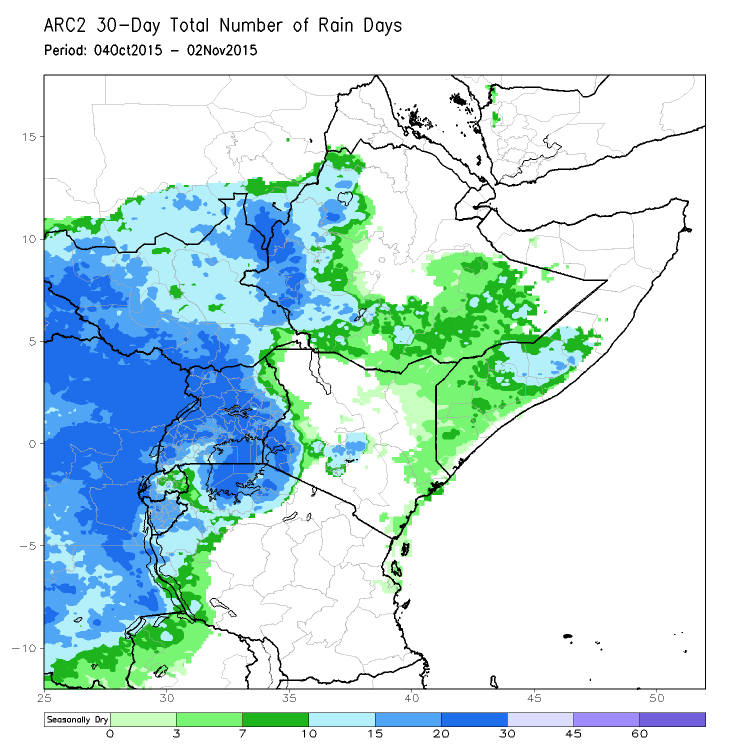 ARC2 30-Day Total Number of Rain Days
Period: 04Oct2015 - 02Nov2015
15
10
5
0
-5
-10
25 30 35 40 45 50
Seasonally Dry
0 3 7 10 15 20 30 45 60